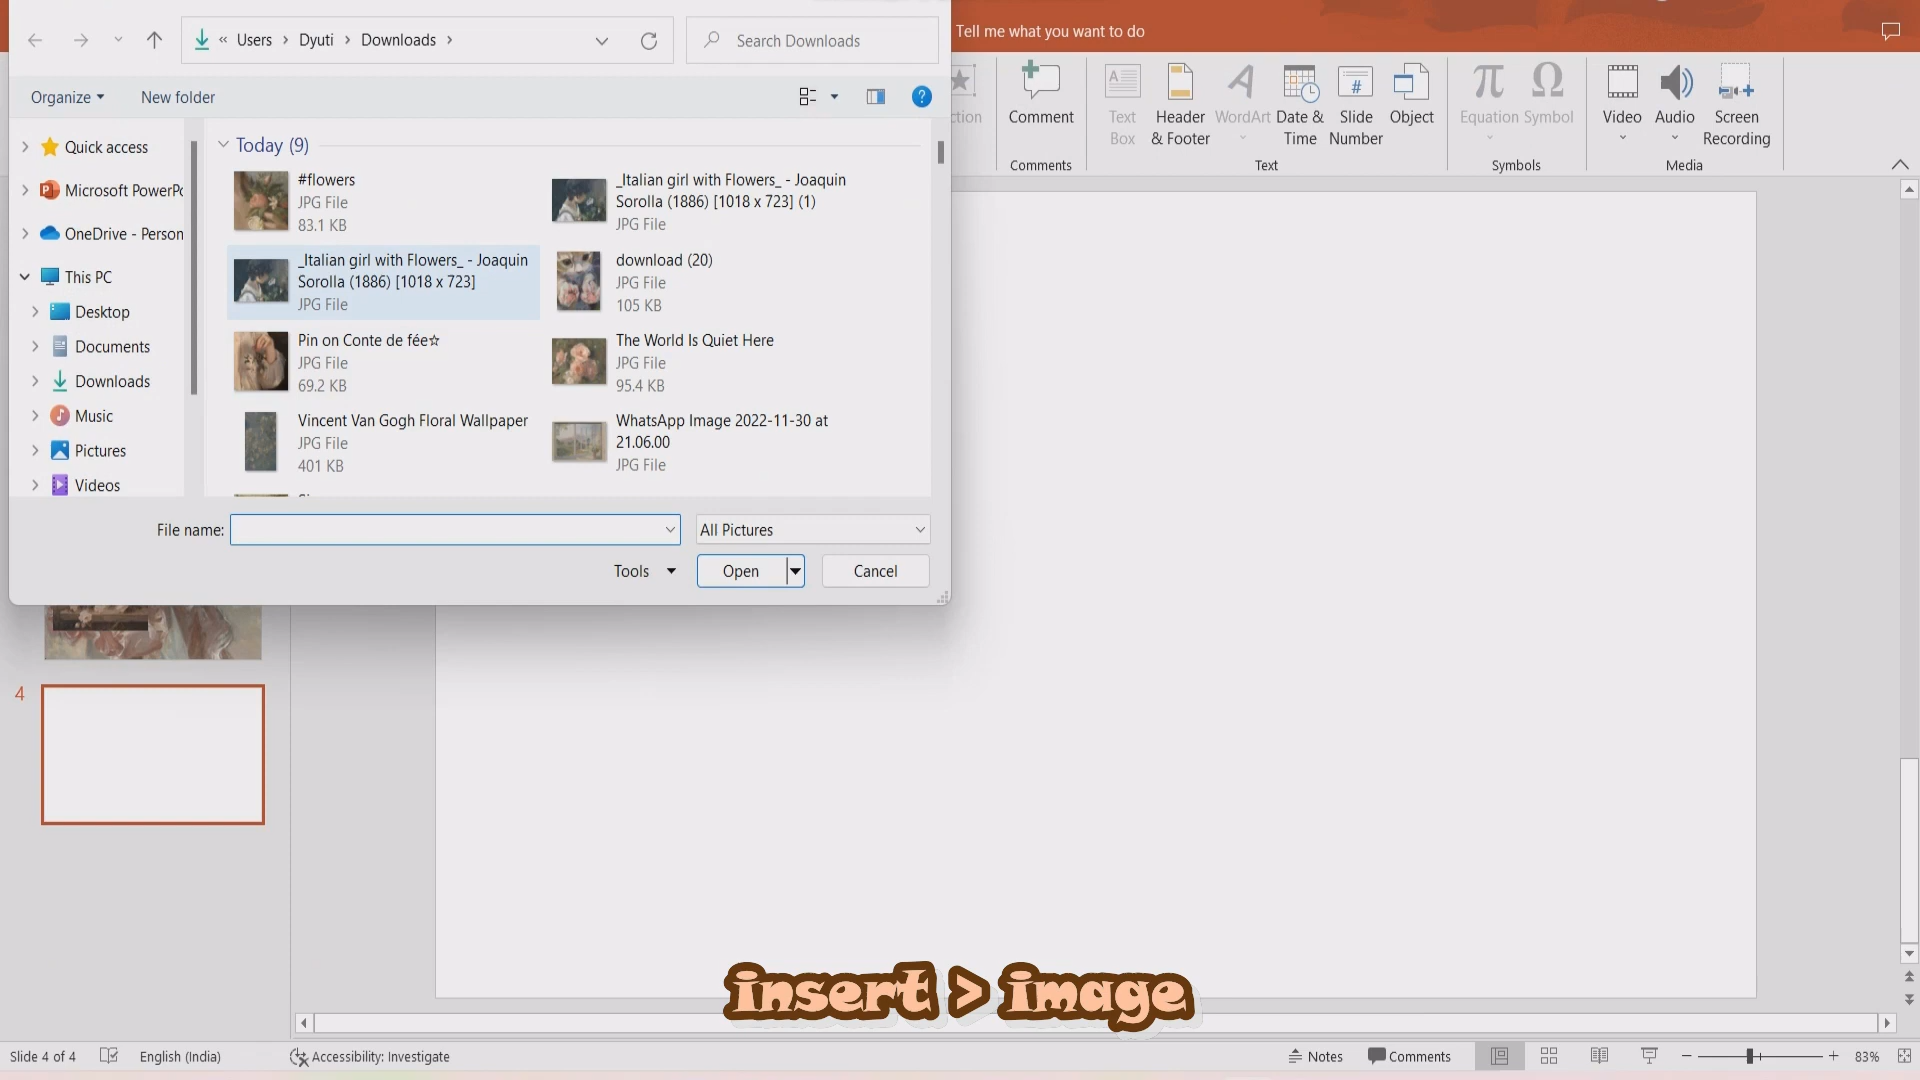 « Users > Dyuti > Downloads >
Search Downloads
Tell me what you want to do
Organize
New folder
?
Quick access
Microsoft PowerPo
OneDrive - Person
This PC
Desktop
Documents
Downloads
Music
Pictures
Videos
Today (9)
#flowers
JPG File
83.1 KB
_Italian girl with Flowers_ - Joaquin
Sorolla (1886) [1018 x 723] (1)
JPG File
_Italian girl with Flowers_ - Joaquin
Sorolla (1886) [1018 x 723]
JPG File
download (20)
JPG File
105 KB
Pin on Conte de fée☆
JPG File
69.2 KB
The World Is Quiet Here
JPG File
95.4 KB
Vincent Van Gogh Floral Wallpaper
JPG File
401 KB
WhatsApp Image 2022-11-30 at
21.06.00
JPG File
File name:
All Pictures
Tools
Open
Cancel
Comment
Text
Box
Header
& Footer
WordArt
Date &
Time
Slide
Number
Object
Equation
Symbol
Video
Audio
Screen
Recording
Comments
Text
Symbols
Media
4
insert > image
Slide 4 of 4
English (India)
Accessibility: Investigate
Notes
Comments
83%